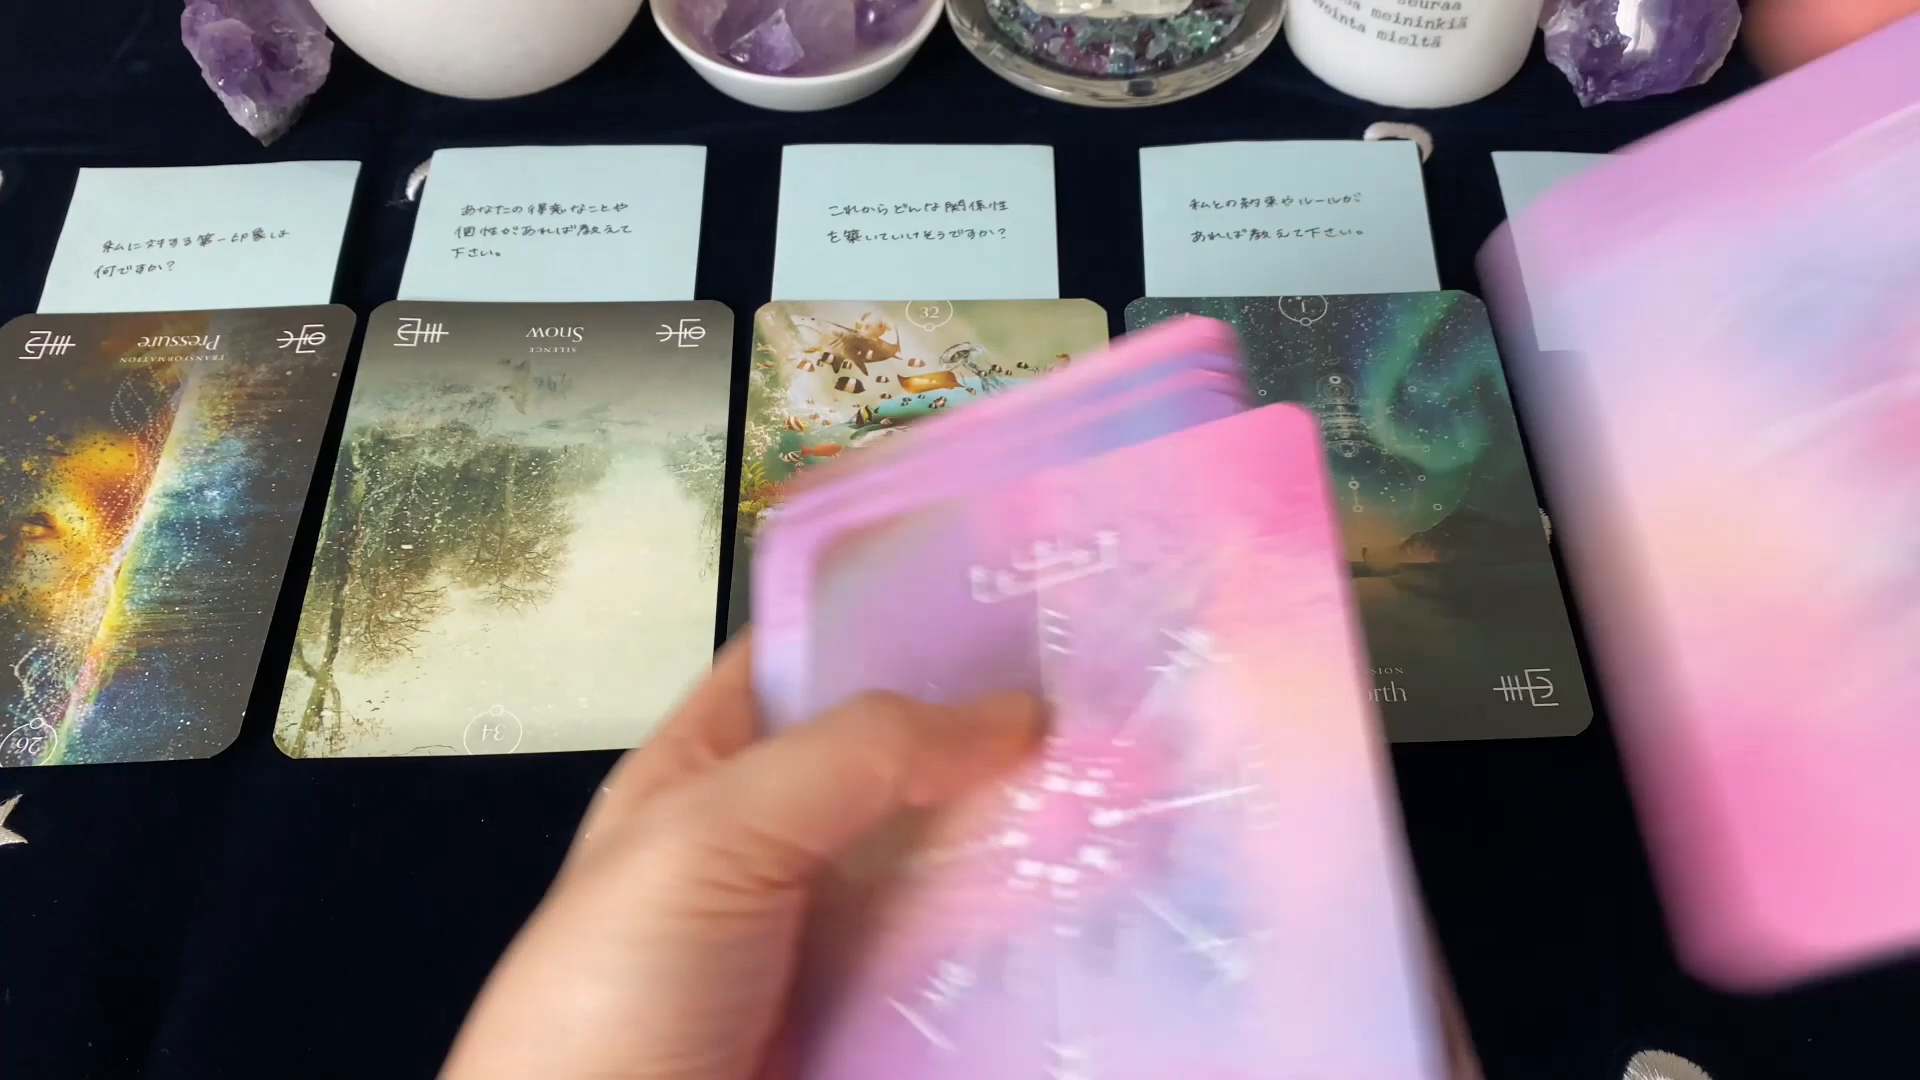 seuraa
meininkiä
mieltä
私に対する第一印象は
何ですか?
あなたの得意なことや
個性があれば教えて
下さい。
これからどんな関係性
を築いていけそうですか?
私との約束やルールが
あれば教えて下さい。
TRANSFORMATION
Pressure
26
SILENCE
Snow
34
32
1